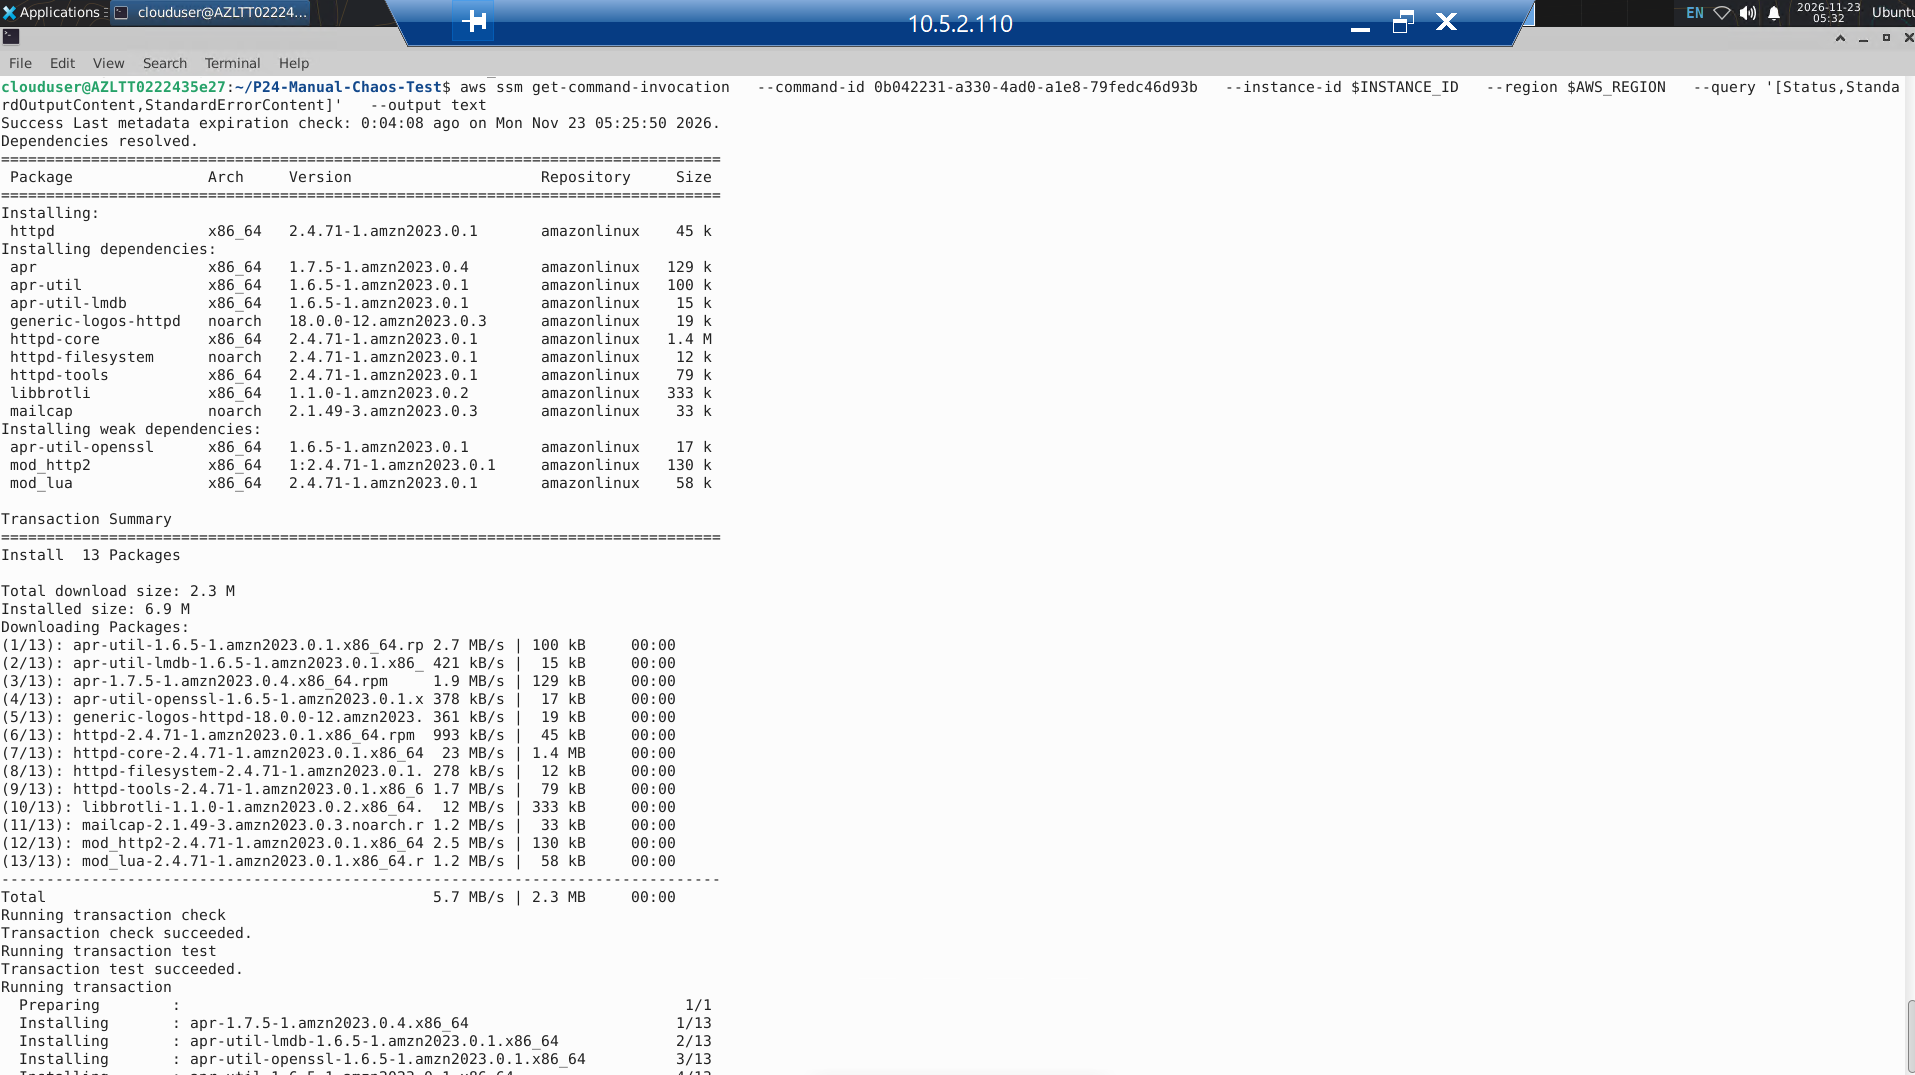 Applications
clouduser@AZLTT02224...
10.5.2.110
EN
2026-11-23
05:32
Ubuntu
File Edit View Search Terminal Help
clouduser@AZLTT0222435e27:~/P24-Manual-Chaos-Test$ aws ssm get-command-invocation --command-id 0b042231-a330-4ad0-a1e8-79fedc46d93b --instance-id $INSTANCE_ID --region $AWS_REGION --query '[Status,Standa
rdOutputContent,StandardErrorContent]' --output text
Success Last metadata expiration check: 0:04:08 ago on Mon Nov 23 05:25:50 2026.
Dependencies resolved.
================================================================================
Package Arch Version Repository Size
================================================================================
Installing:
httpd x86_64 2.4.71-1.amzn2023.0.1 amazonlinux 45 k
Installing dependencies:
apr x86_64 1.7.5-1.amzn2023.0.4 amazonlinux 129 k
apr-util x86_64 1.6.5-1.amzn2023.0.1 amazonlinux 100 k
apr-util-lmdb x86_64 1.6.5-1.amzn2023.0.1 amazonlinux 15 k
generic-logos-httpd noarch 18.0.0-12.amzn2023.0.3 amazonlinux 19 k
httpd-core x86_64 2.4.71-1.amzn2023.0.1 amazonlinux 1.4 M
httpd-filesystem noarch 2.4.71-1.amzn2023.0.1 amazonlinux 12 k
httpd-tools x86_64 2.4.71-1.amzn2023.0.1 amazonlinux 79 k
libbrotli x86_64 1.1.0-1.amzn2023.0.2 amazonlinux 333 k
mailcap noarch 2.1.49-3.amzn2023.0.3 amazonlinux 33 k
Installing weak dependencies:
apr-util-openssl x86_64 1.6.5-1.amzn2023.0.1 amazonlinux 17 k
mod_http2 x86_64 1:2.4.71-1.amzn2023.0.1 amazonlinux 130 k
mod_lua x86_64 2.4.71-1.amzn2023.0.1 amazonlinux 58 k
Transaction Summary
================================================================================
Install 13 Packages
Total download size: 2.3 M
Installed size: 6.9 M
Downloading Packages:
(1/13): apr-util-1.6.5-1.amzn2023.0.1.x86_64.rp 2.7 MB/s | 100 kB 00:00
(2/13): apr-util-lmdb-1.6.5-1.amzn2023.0.1.x86_ 421 kB/s | 15 kB 00:00
(3/13): apr-1.7.5-1.amzn2023.0.4.x86_64.rpm 1.9 MB/s | 129 kB 00:00
(4/13): apr-util-openssl-1.6.5-1.amzn2023.0.1.x 378 kB/s | 17 kB 00:00
(5/13): generic-logos-httpd-18.0.0-12.amzn2023. 361 kB/s | 19 kB 00:00
(6/13): httpd-2.4.71-1.amzn2023.0.1.x86_64.rpm 993 kB/s | 45 kB 00:00
(7/13): httpd-core-2.4.71-1.amzn2023.0.1.x86_64 23 MB/s | 1.4 MB 00:00
(8/13): httpd-filesystem-2.4.71-1.amzn2023.0.1. 278 kB/s | 12 kB 00:00
(9/13): httpd-tools-2.4.71-1.amzn2023.0.1.x86_6 1.7 MB/s | 79 kB 00:00
(10/13): libbrotli-1.1.0-1.amzn2023.0.2.x86_64. 12 MB/s | 333 kB 00:00
(11/13): mailcap-2.1.49-3.amzn2023.0.3.noarch.r 1.2 MB/s | 33 kB 00:00
(12/13): mod_http2-2.4.71-1.amzn2023.0.1.x86_64 2.5 MB/s | 130 kB 00:00
(13/13): mod_lua-2.4.71-1.amzn2023.0.1.x86_64.r 1.2 MB/s | 58 kB 00:00
--------------------------------------------------------------------------------
Total 5.7 MB/s | 2.3 MB 00:00
Running transaction check
Transaction check succeeded.
Running transaction test
Transaction test succeeded.
Running transaction
Preparing : 1/1
Installing : apr-1.7.5-1.amzn2023.0.4.x86_64 1/13
Installing : apr-util-lmdb-1.6.5-1.amzn2023.0.1.x86_64 2/13
Installing : apr-util-openssl-1.6.5-1.amzn2023.0.1.x86_64 3/13
Installing : apr-util-1.6.5-1.amzn2023.0.1.x86_64 4/13